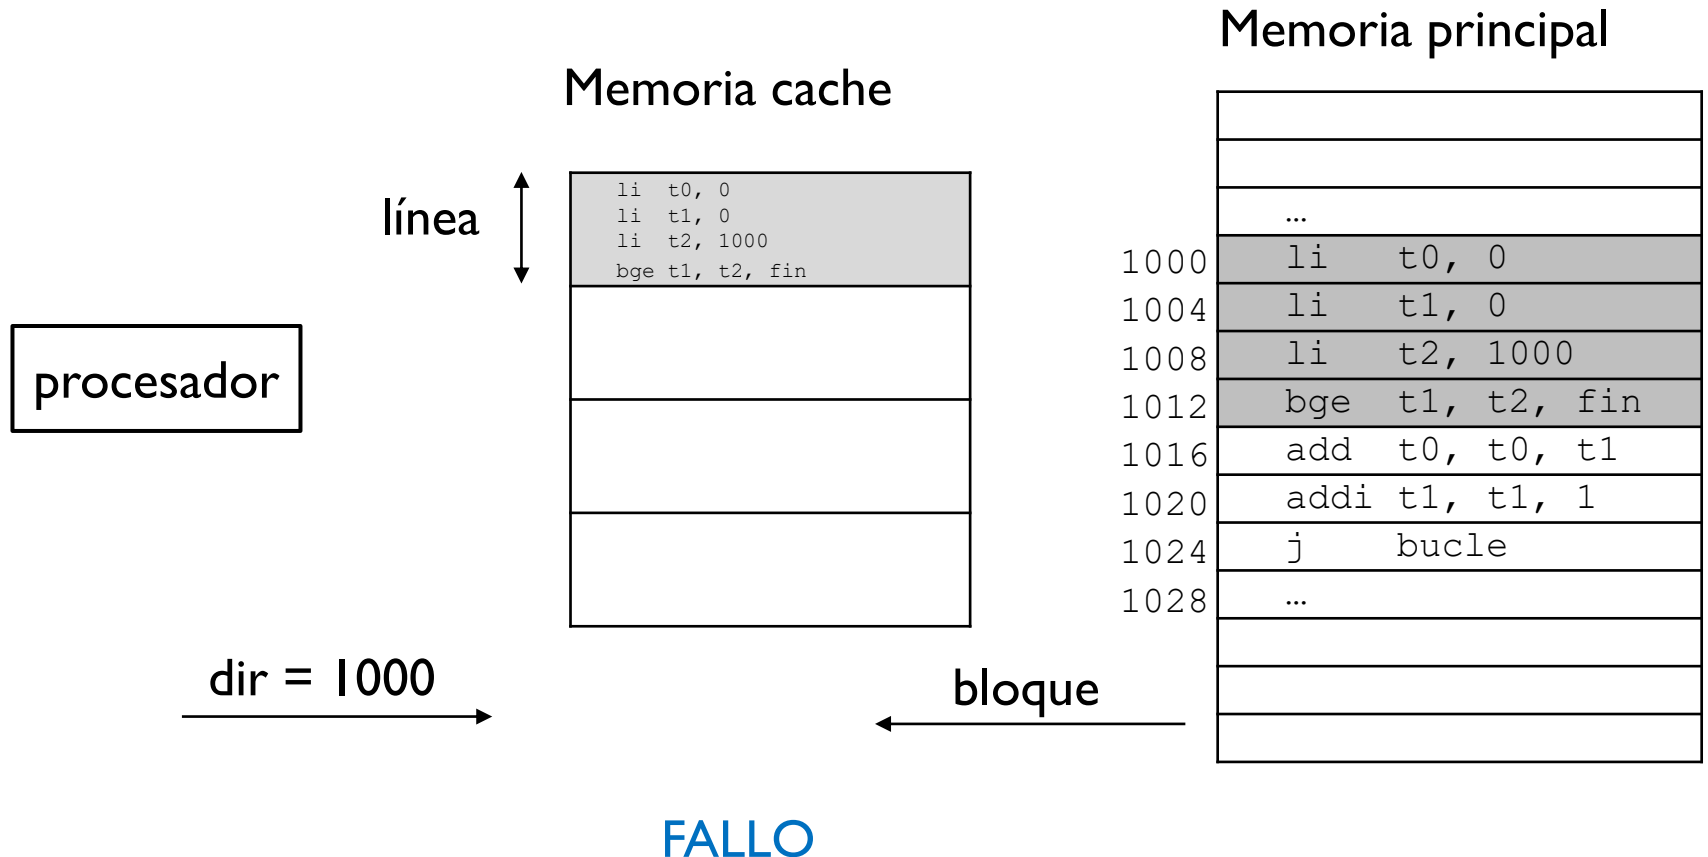 Memoria principal
Memoria cache
línea
li t0, 0
li t1, 0
li t2, 1000
bge t1, t2, fin
procesador
…
1000 li t0, 0
1004 li t1, 0
1008 li t2, 1000
1012 bge t1, t2, fin
1016 add t0, t0, t1
1020 addi t1, t1, 1
1024 j bucle
1028 …
dir = 1000
bloque
FALLO